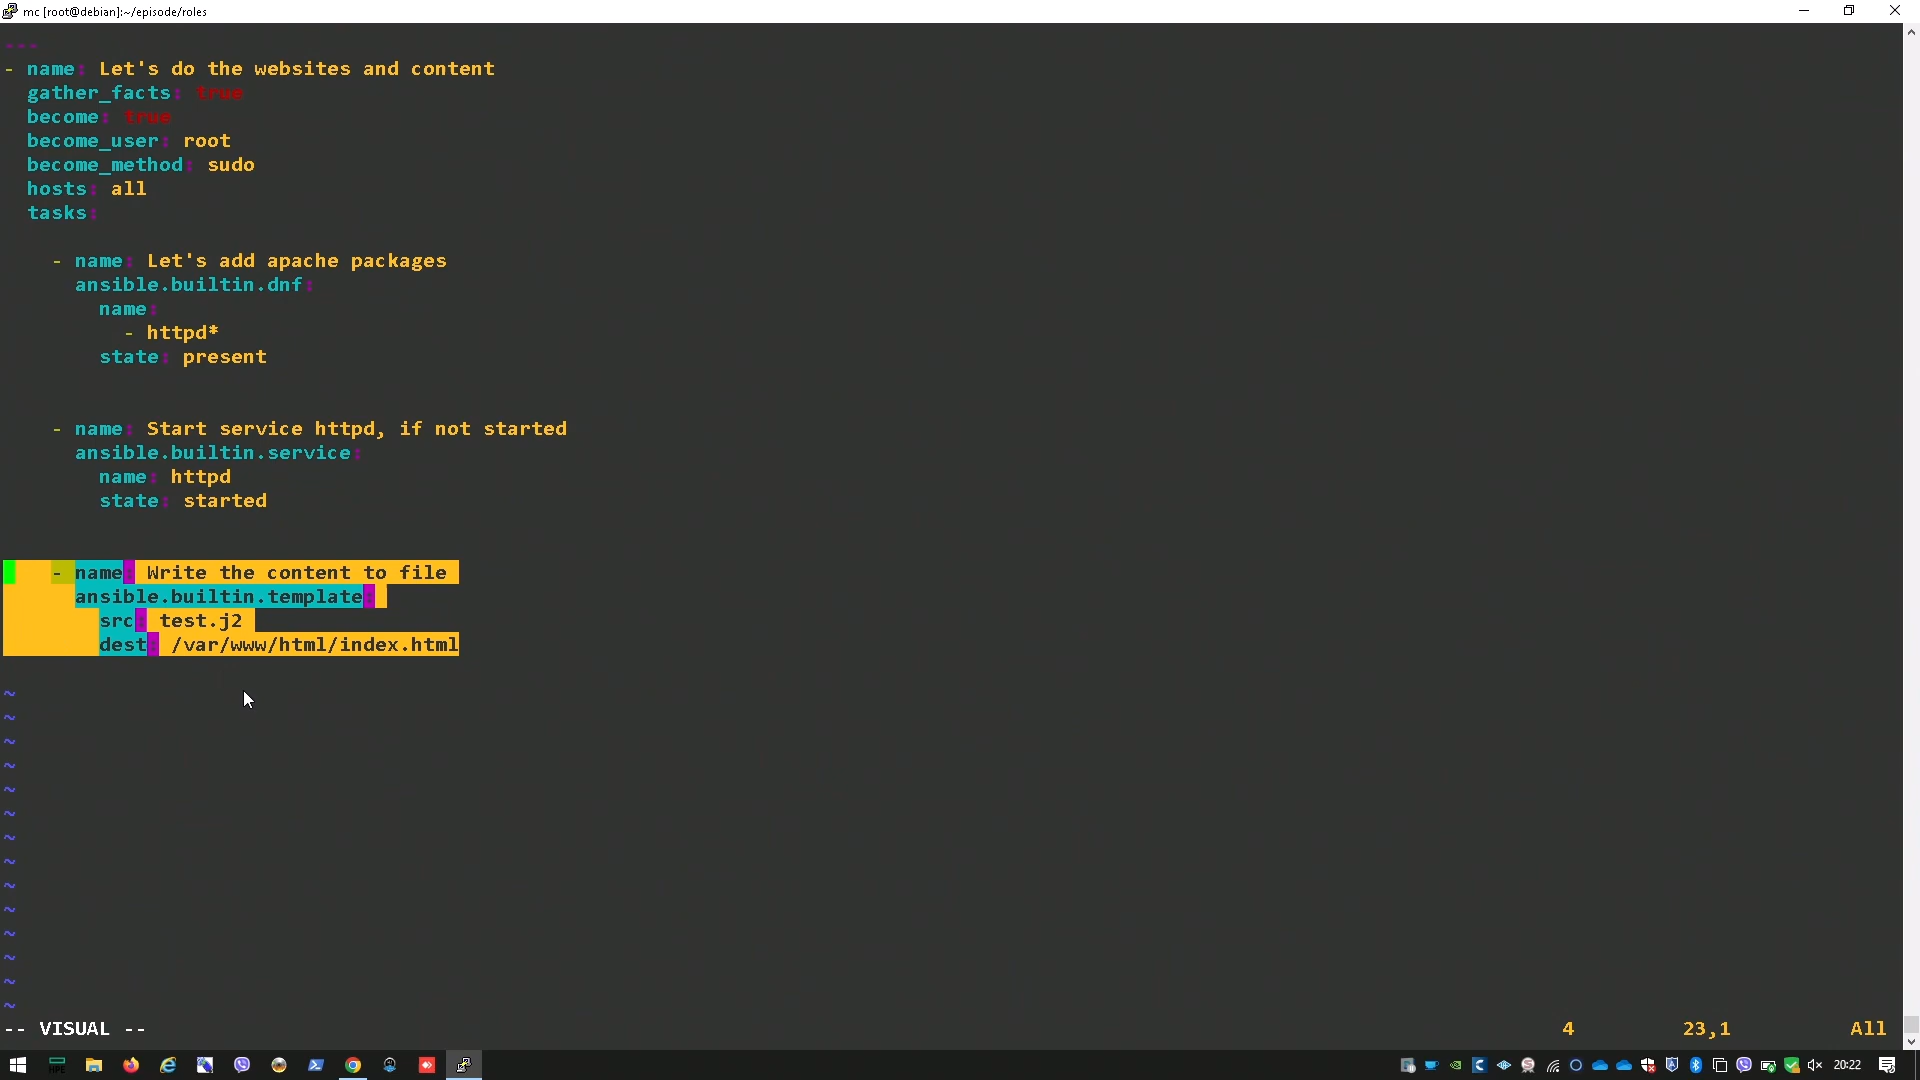 mc [root@debian]:~/episode/roles
---
- name: Let's do the websites and content
gather_facts: true
become: true
become_user: root
become_method: sudo
hosts: all
tasks:
- name: Let's add apache packages
ansible.builtin.dnf:
name:
- httpd*
state: present
- name: Start service httpd, if not started
ansible.builtin.service:
name: httpd
state: started
- name: Write the content to file
ansible.builtin.template:
src: test.j2
dest: /var/www/html/index.html
~
~
~
~
~
~
~
~
~
~
~
~
~
~
-- VISUAL -- 4 23,1 All
20:22